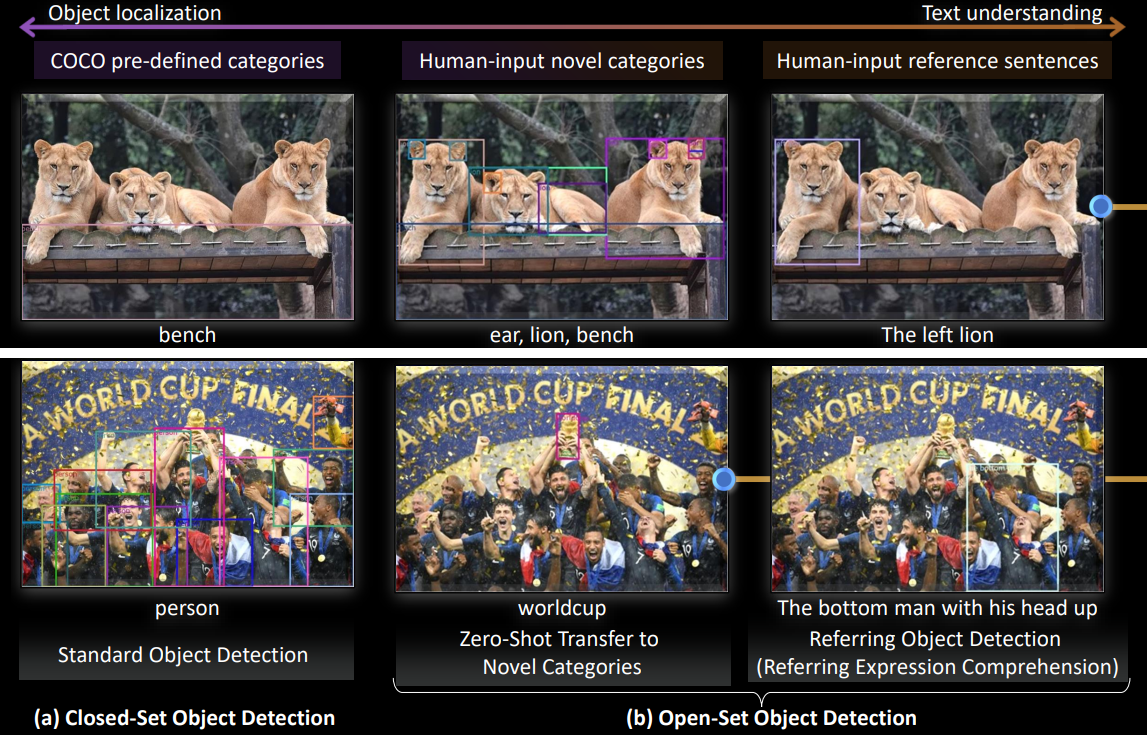 Object localization
Text understanding
COCO pre-defined categories
Human-input novel categories
Human-input reference sentences
bench
ear, lion, bench
The left lion
A WORLD CUP FINAL
A WORLD CUP FINAL
A WORLD CUP FINAL
person
worldcup
The bottom man with his head up
Standard Object Detection
Zero-Shot Transfer to
Novel Categories
Referring Object Detection
(Referring Expression Comprehension)
(a) Closed-Set Object Detection
(b) Open-Set Object Detection